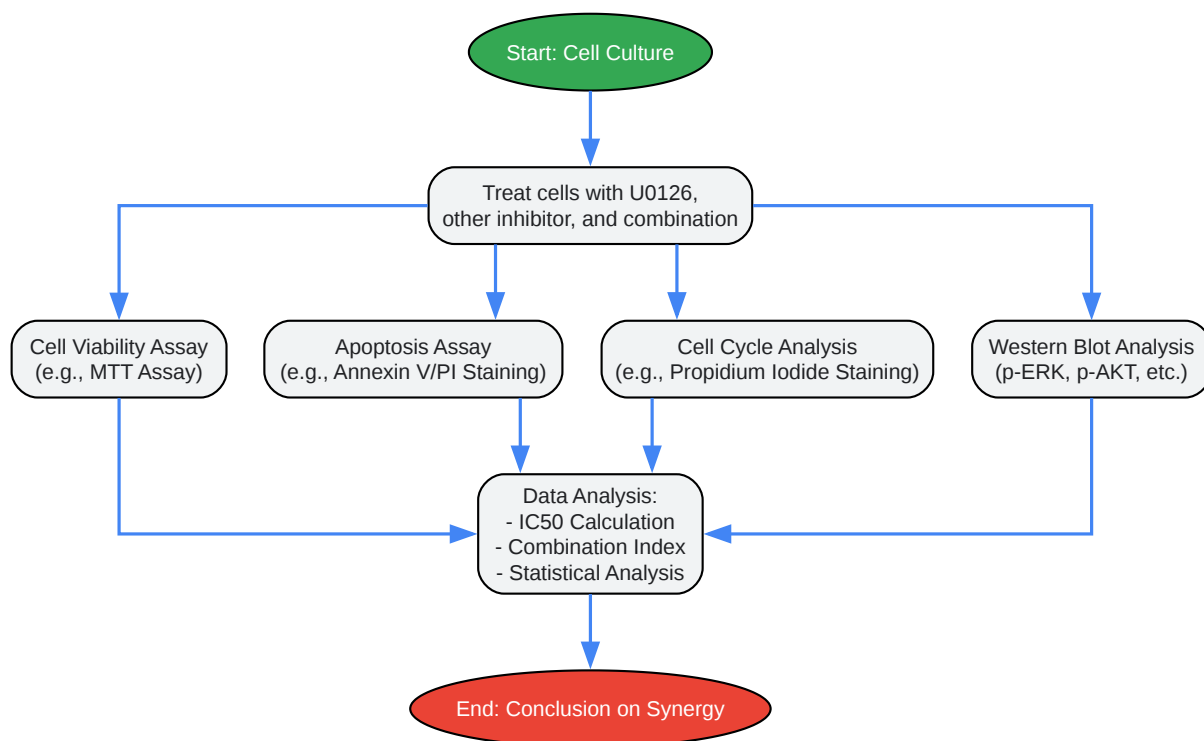 Start: Cell Culture
Treat cells with U0126,
other inhibitor, and combination
Cell Viability Assay
(e.g., MTT Assay)
Apoptosis Assay
(e.g., Annexin V/PI Staining)
Cell Cycle Analysis
(e.g., Propidium Iodide Staining)
Western Blot Analysis
(p-ERK, p-AKT, etc.)
Data Analysis:
- IC50 Calculation
- Combination Index
- Statistical Analysis
End: Conclusion on Synergy